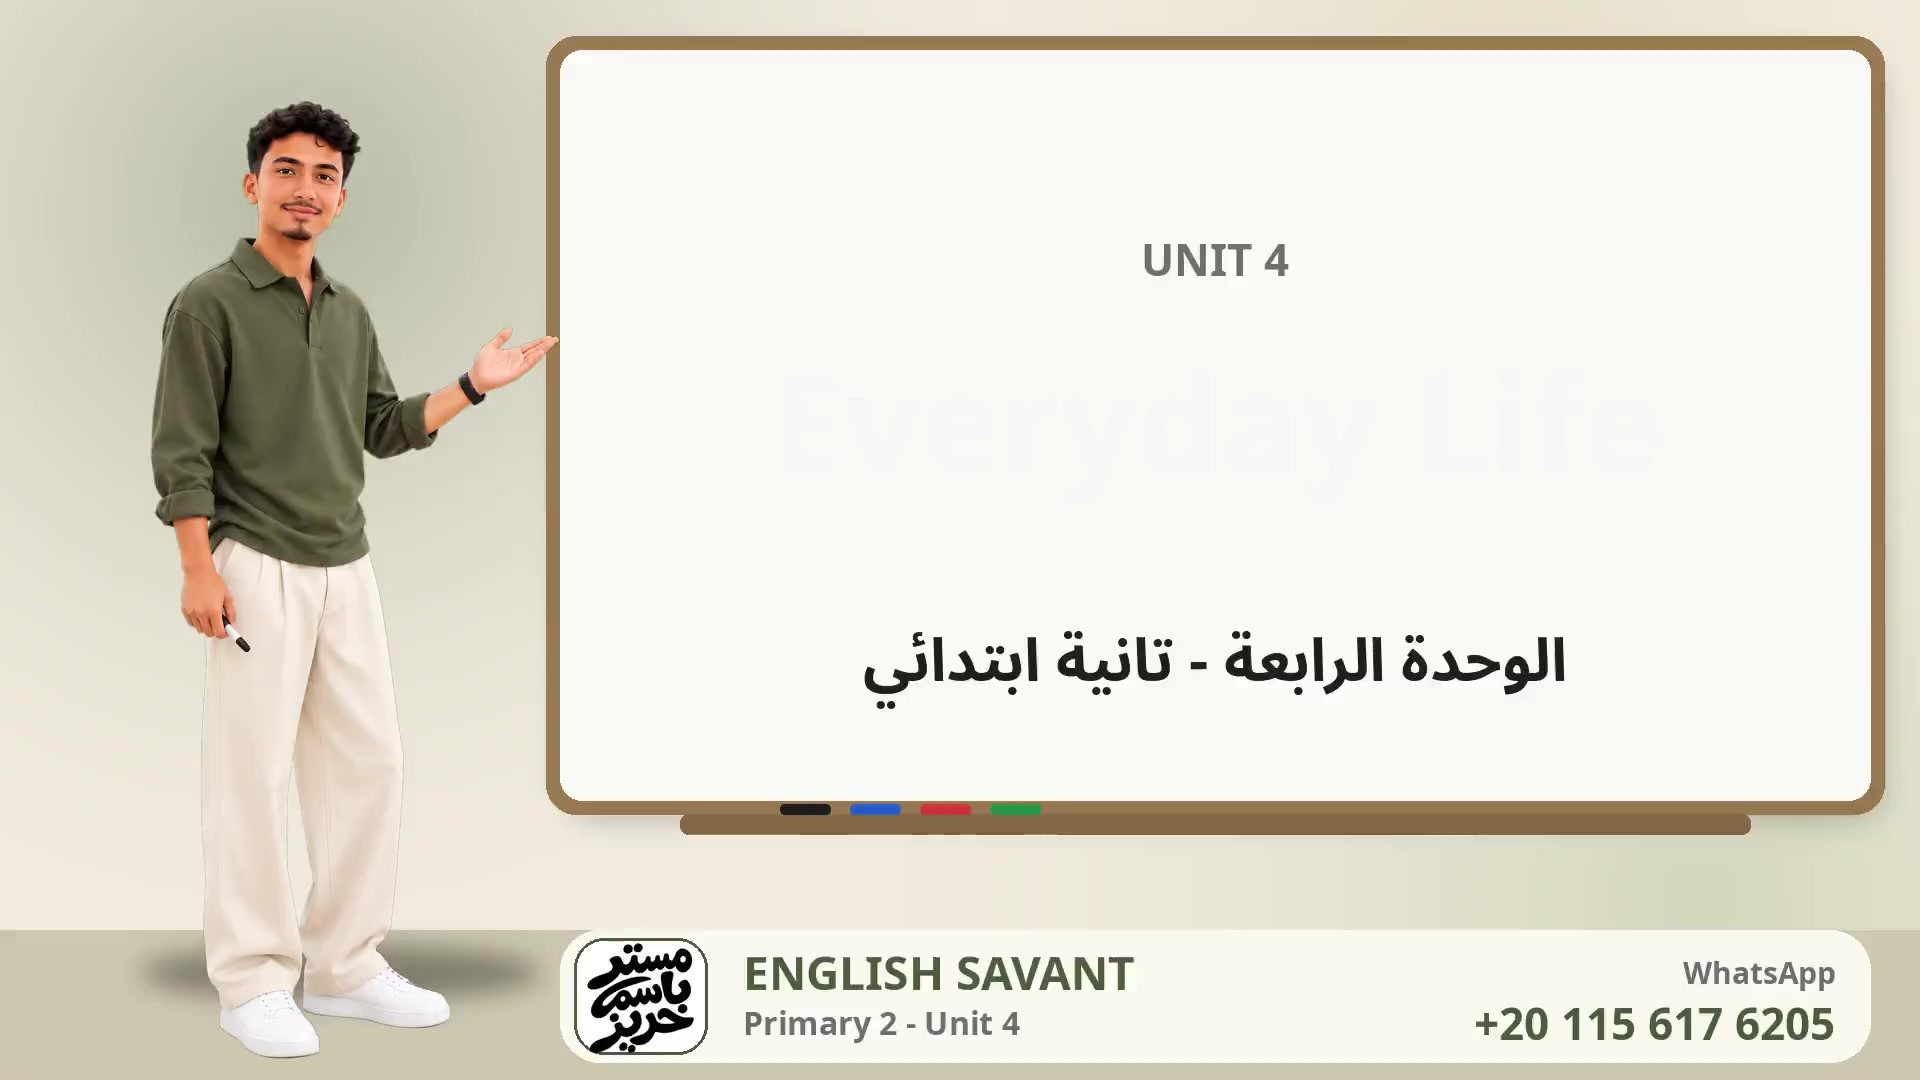 UNIT 4
Everyday Life
الوحدة الرابعة - تانية ابتدائي
مستر
باسم
حريز
ENGLISH SAVANT
Primary 2 - Unit 4
WhatsApp
+20 115 617 6205